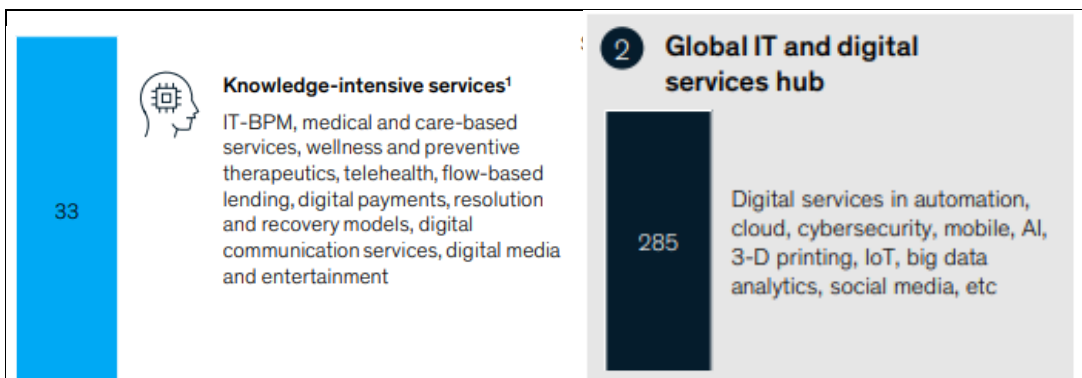 33
Knowledge-intensive services¹
IT-BPM, medical and care-based
services, wellness and preventive
therapeutics, telehealth, flow-based
lending, digital payments, resolution
and recovery models, digital
communication services, digital media
and entertainment
2 Global IT and digital
services hub
285
Digital services in automation,
cloud, cybersecurity, mobile, AI,
3-D printing, IoT, big data
analytics, social media, etc